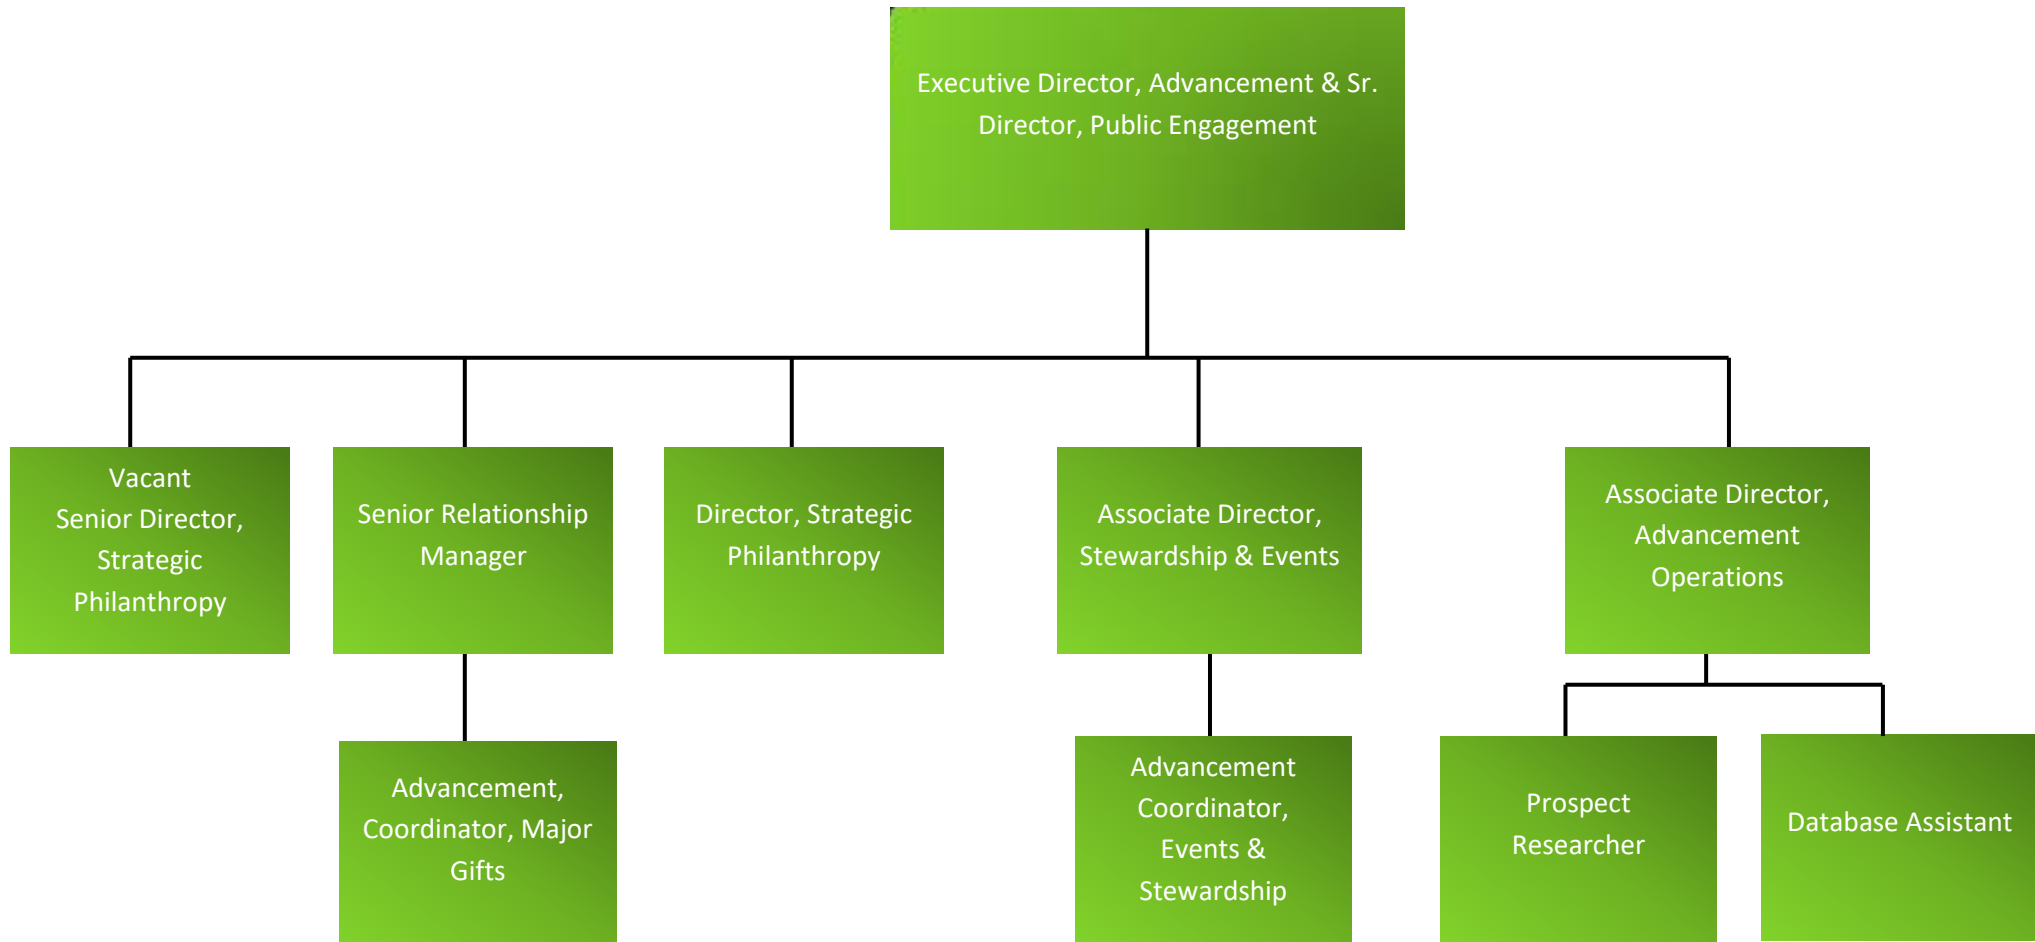 Executive Director, Advancement & Sr.
Director, Public Engagement
Vacant
Senior Director,
Strategic
Philanthropy
Senior Relationship
Manager
Director, Strategic
Philanthropy
Associate Director,
Stewardship & Events
Associate Director,
Advancement
Operations
Advancement,
Coordinator, Major
Gifts
Advancement
Coordinator,
Events &
Stewardship
Prospect
Researcher
Database Assistant